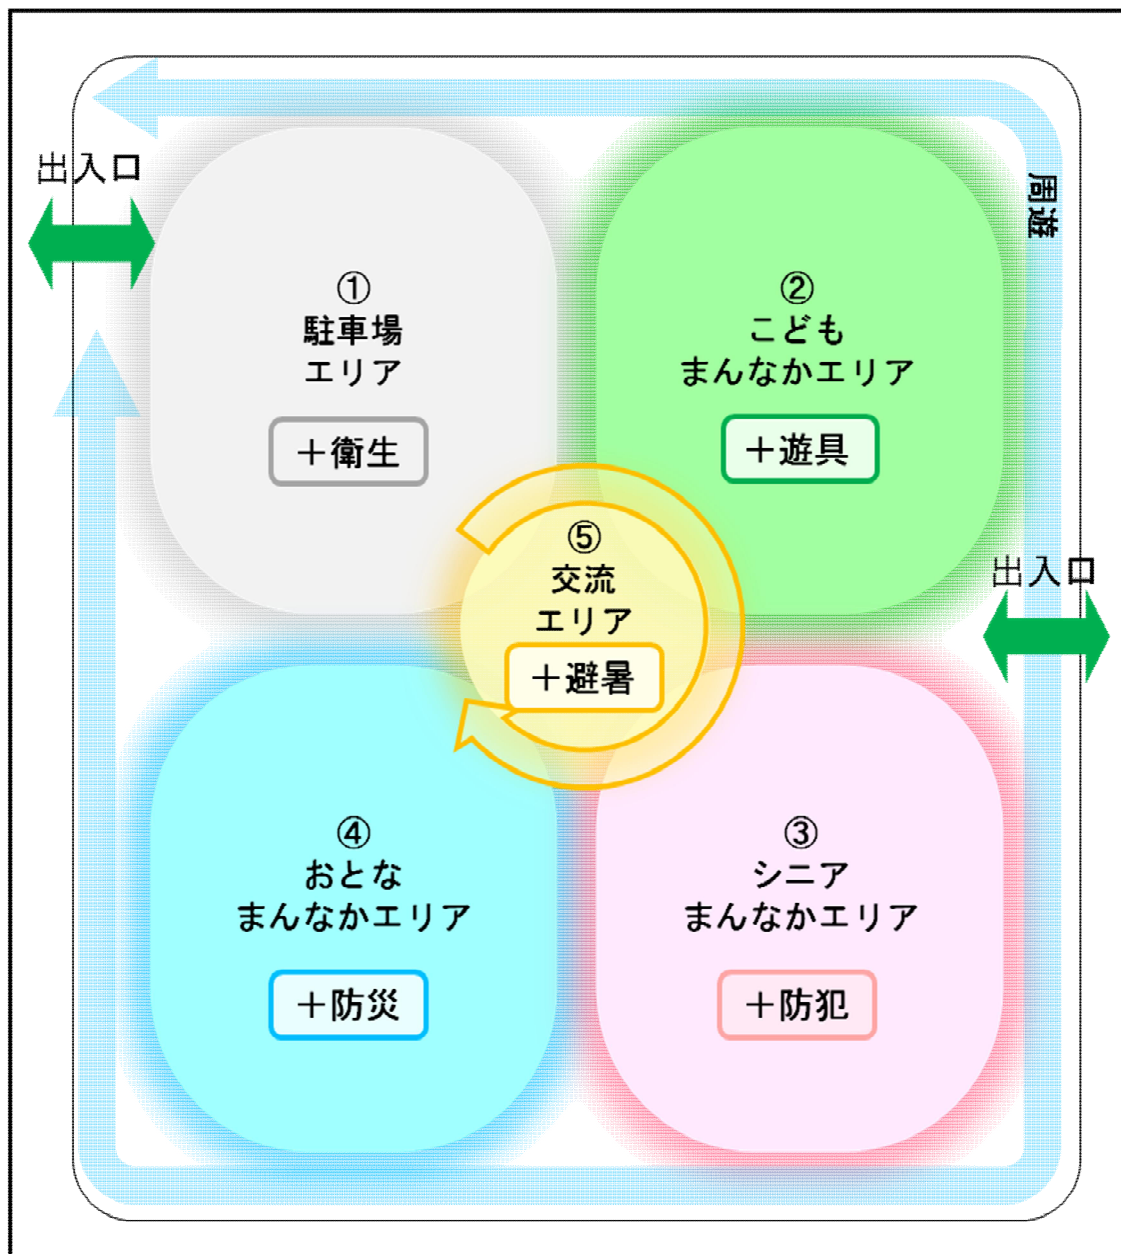 出入口
周遊
①
駐車場
エリア
＋衛生
②
こども
まんなかエリア
＋遊具
⑤
交流
エリア
＋避暑
出入口
④
おとな
まんなかエリア
＋防災
③
シニア
まんなかエリア
＋防犯